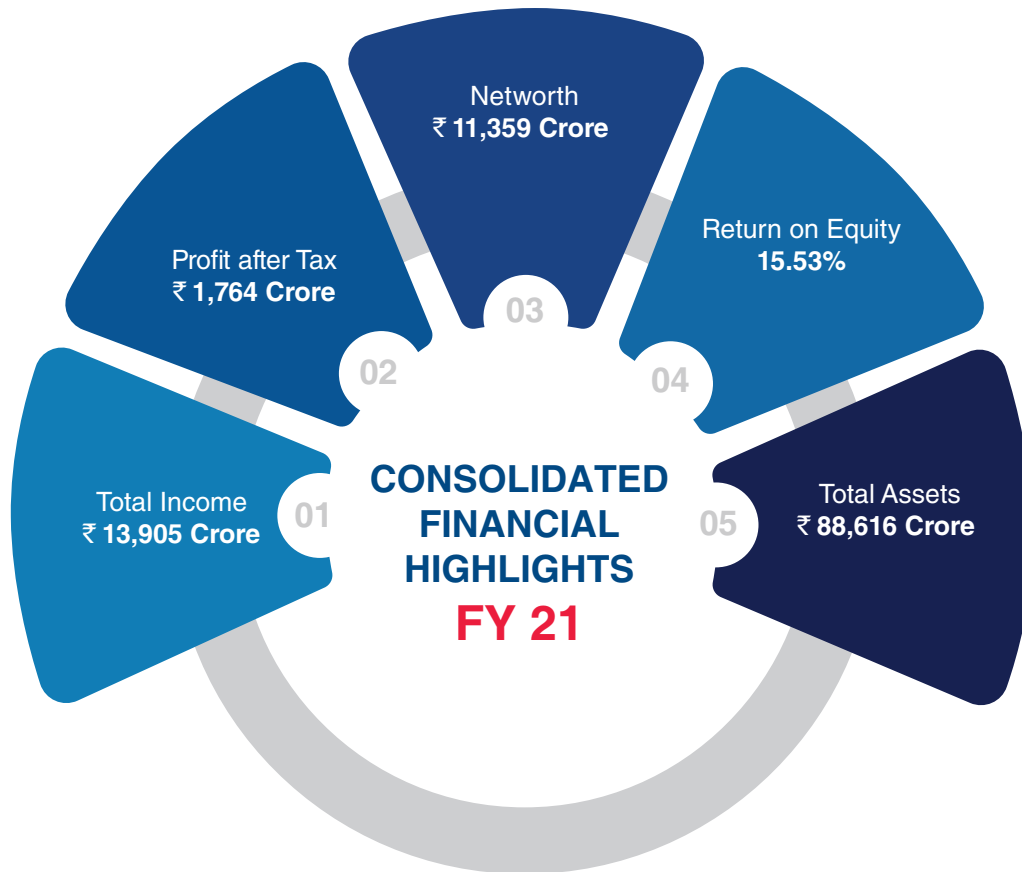 Total Income
₹ 13,905 Crore
01
Profit after Tax
₹ 1,764 Crore
02
Networth
₹ 11,359 Crore
03
Return on Equity
15.53%
04
Total Assets
₹ 88,616 Crore
05
CONSOLIDATED
FINANCIAL
HIGHLIGHTS
FY 21